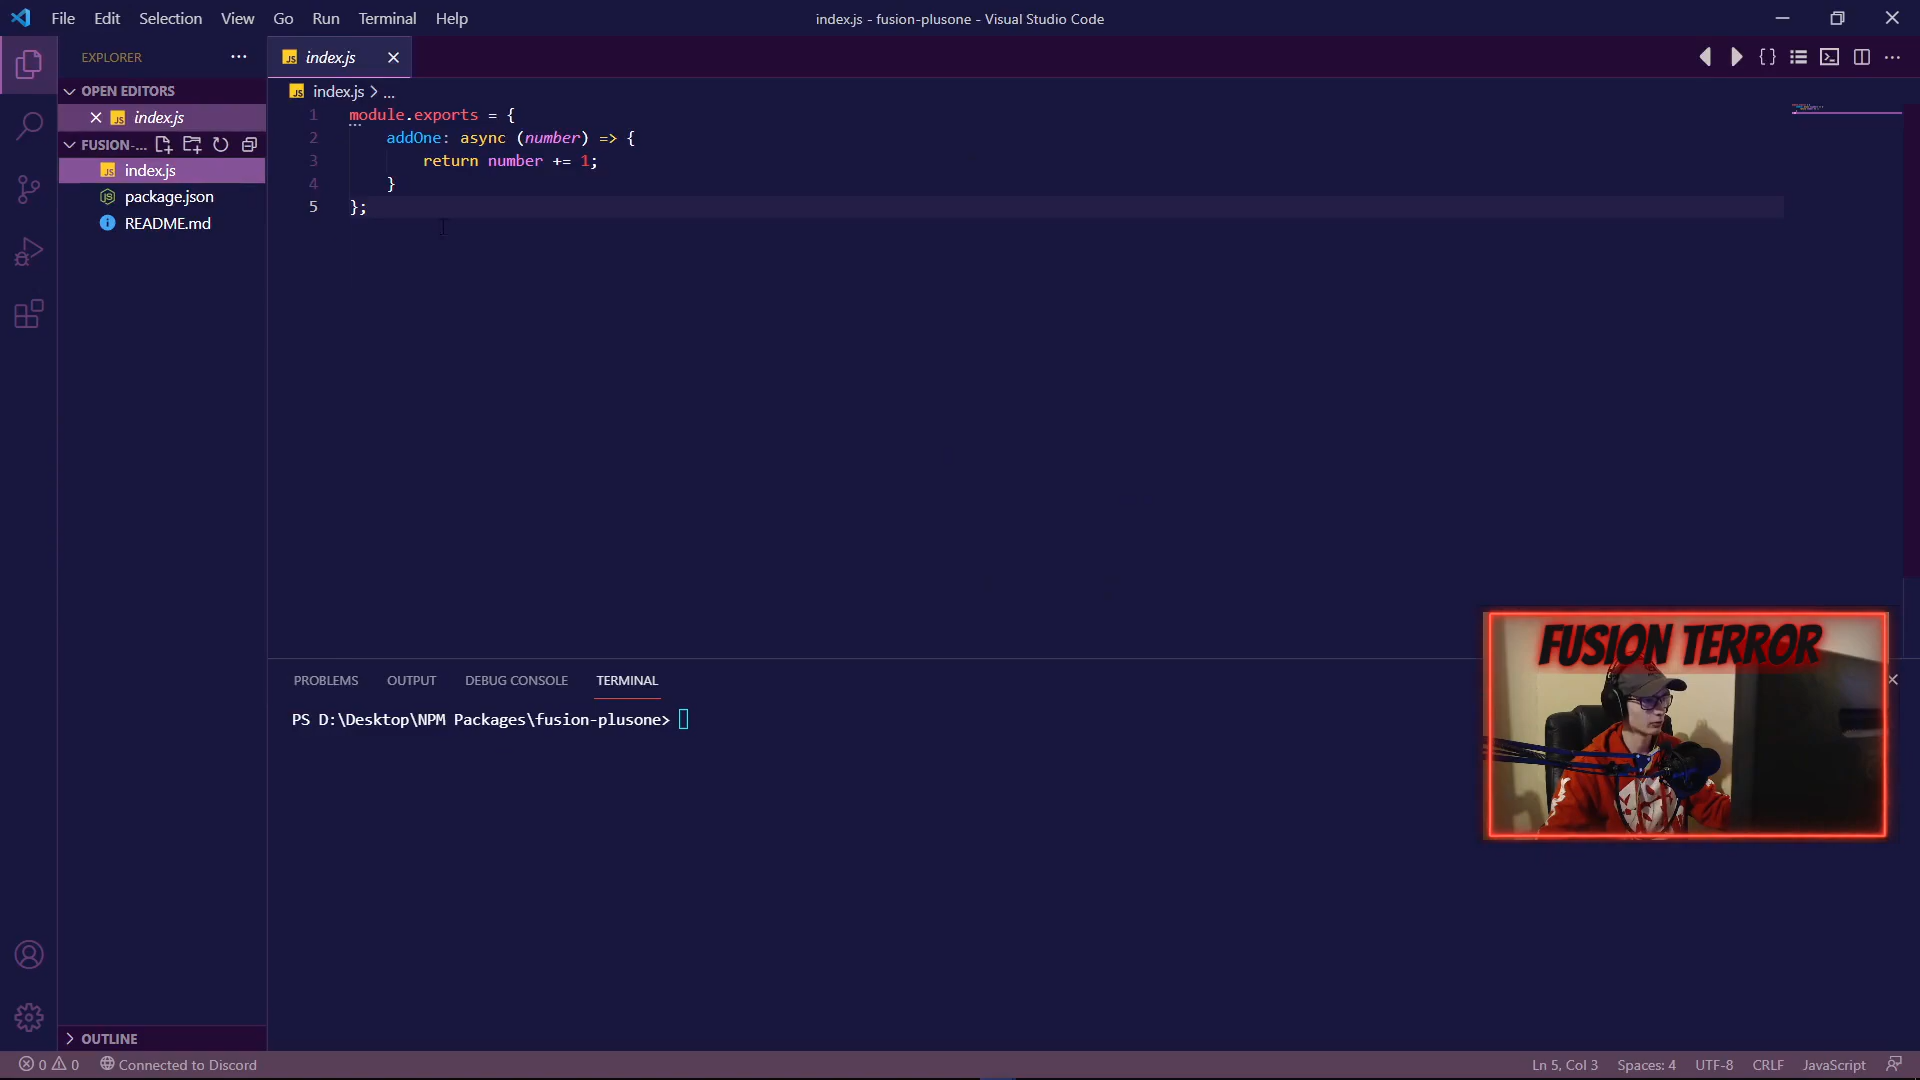 File Edit Selection View Go Run Terminal Help
index.js - fusion-plusone - Visual Studio Code
EXPLORER
OPEN EDITORS
index.js
FUSION-...
index.js
package.json
README.md
OUTLINE
index.js
index.js > ...
1 module.exports = {
2 addOne: async (number) => {
3 return number += 1;
4 }
5 };
PROBLEMS OUTPUT DEBUG CONSOLE TERMINAL
PS D:\Desktop\NPM Packages\fusion-plusone>
FUSION TERROR
0 0 Connected to Discord
Ln 5, Col 3 Spaces: 4 UTF-8 CRLF JavaScript